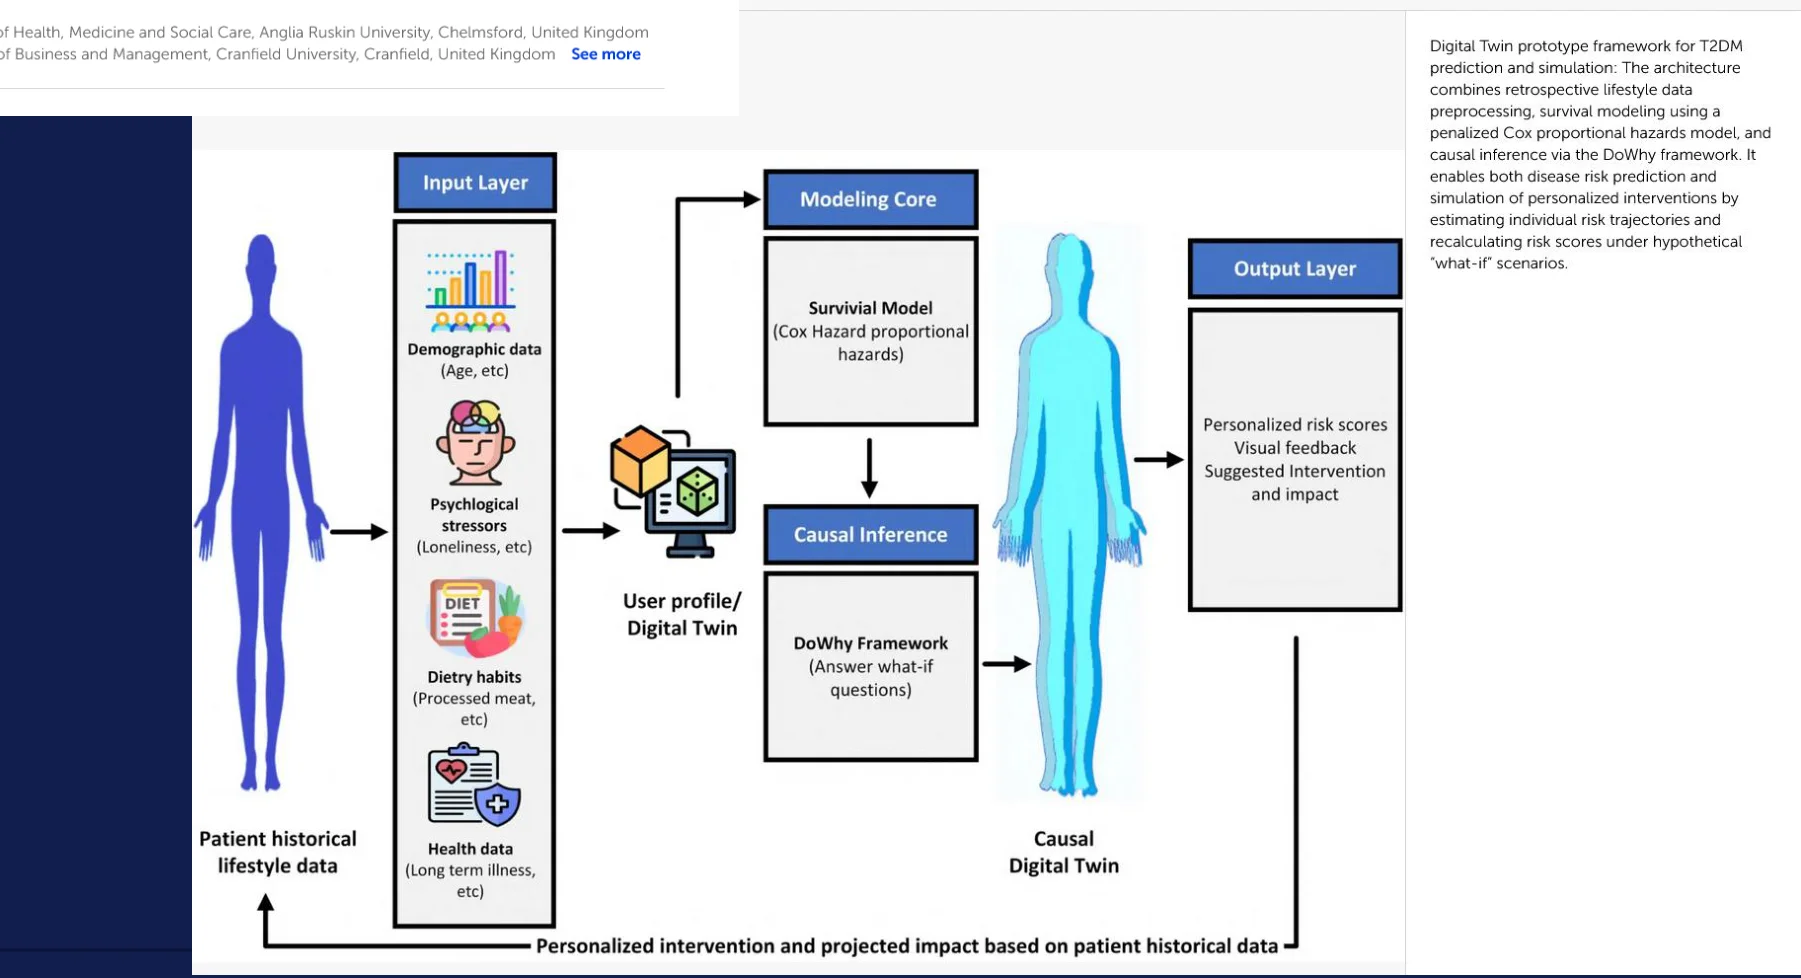 of Health, Medicine and Social Care, Anglia Ruskin University, Chelmsford, United Kingdom
of Business and Management, Cranfield University, Cranfield, United Kingdom See more
Input Layer
Demographic data
(Age, etc)
Psychlogical
stressors
(Loneliness, etc)
DIET
Dietry habits
(Processed meat,
etc)
Health data
(Long term illness,
etc)
Patient historical
lifestyle data
User profile/
Digital Twin
Modeling Core
Survivial Model
(Cox Hazard proportional
hazards)
Causal Inference
DoWhy Framework
(Answer what-if
questions)
Causal
Digital Twin
Output Layer
Personalized risk scores
Visual feedback
Suggested Intervention
and impact
Personalized intervention and projected impact based on patient historical data
Digital Twin prototype framework for T2DM
prediction and simulation: The architecture
combines retrospective lifestyle data
preprocessing, survival modeling using a
penalized Cox proportional hazards model, and
causal inference via the DoWhy framework. It
enables both disease risk prediction and
simulation of personalized interventions by
estimating individual risk trajectories and
recalculating risk scores under hypothetical
“what-if” scenarios.